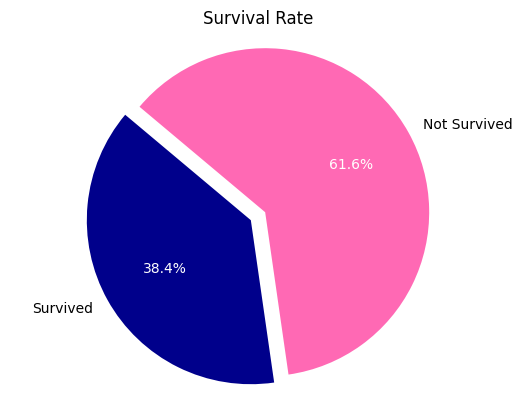 Survival Rate
Not Survived
61.6%
38.4%
Survived